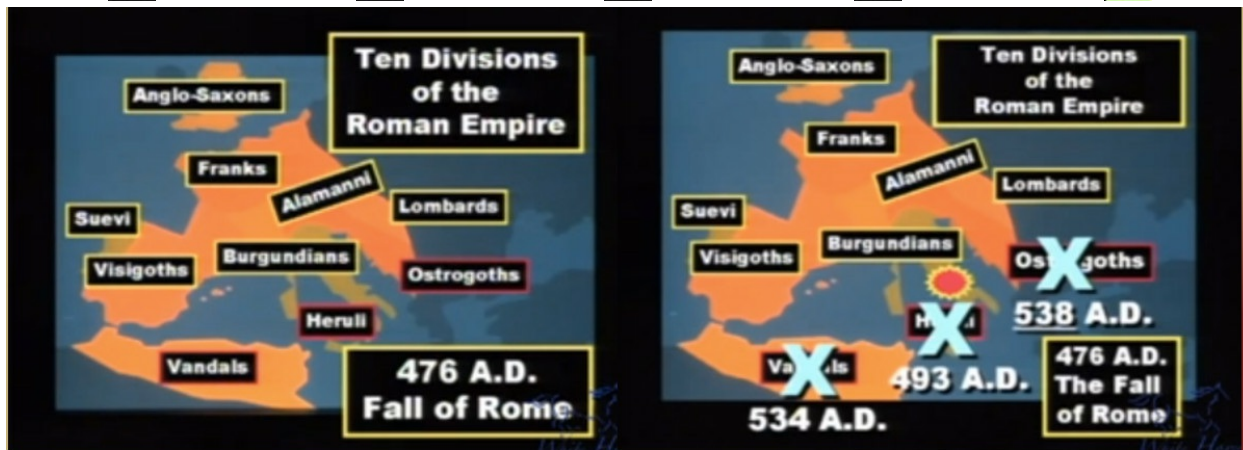 Ten Divisions
of the
Roman Empire
Anglo-Saxons
Franks
Alamanni
Lombards
Suevi
Visigoths
Burgundians
Ostrogoths
Heruli
Vandals
476 A.D.
Fall of Rome
Ten Divisions
of the
Roman Empire
Anglo-Saxons
Franks
Alamanni
Lombards
Suevi
Visigoths
Burgundians
538 A.D.
493 A.D.
534 A.D.
476 A.D.
The Fall
of Rome